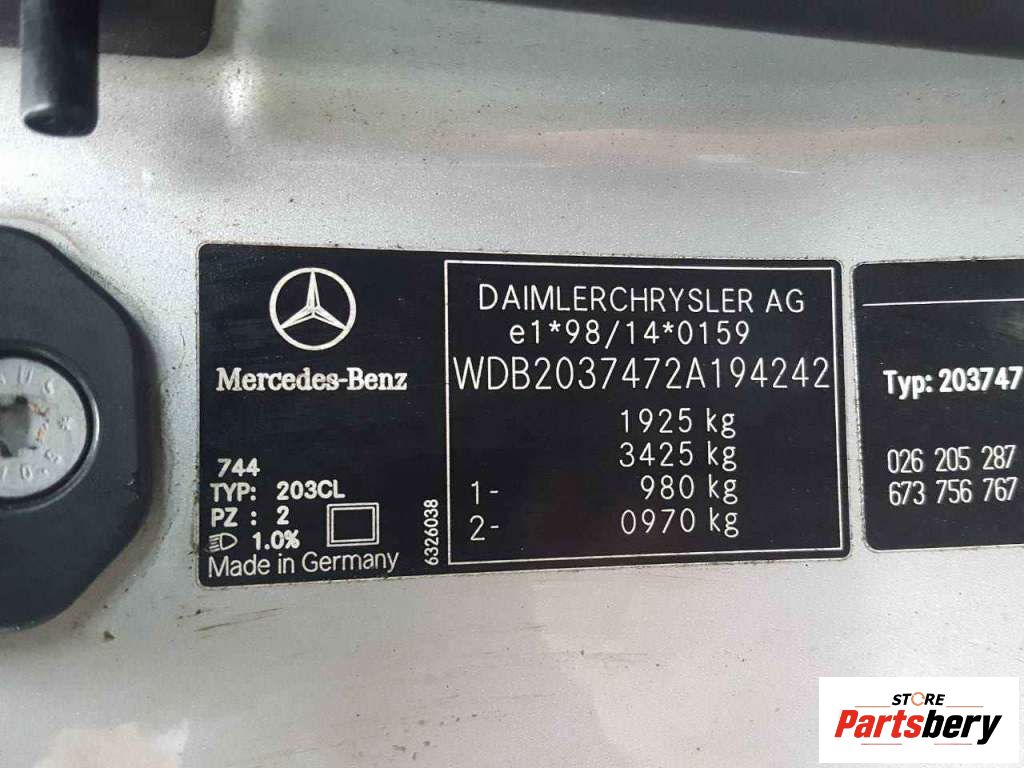 Mercedes-Benz
744
TYP: 203CL
PZ : 2
1.0%
Made in Germany
6326038
DAIMLERCHRYSLER AG
e1*98/14*0159
WDB2037472A194242
1925 kg
3425 kg
1- 980 kg
2- 0970 kg
Typ: 203747
026 205 287
673 756 767
STORE
Partsbery